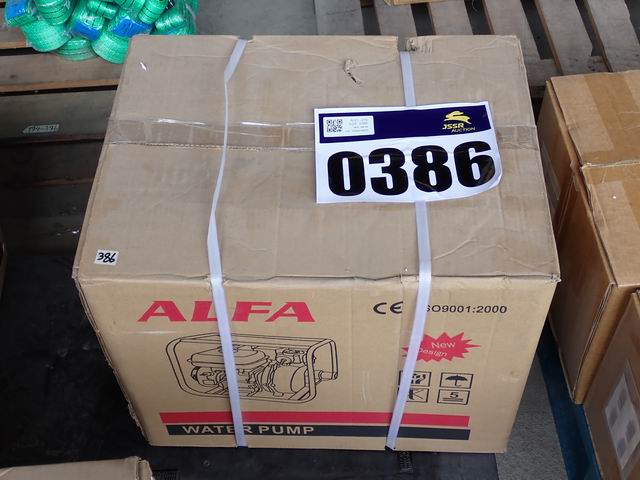 JSSR
AUCTION
0386
386
ALFA
CE ISO9001:2000
New
Design
5
WATER PUMP